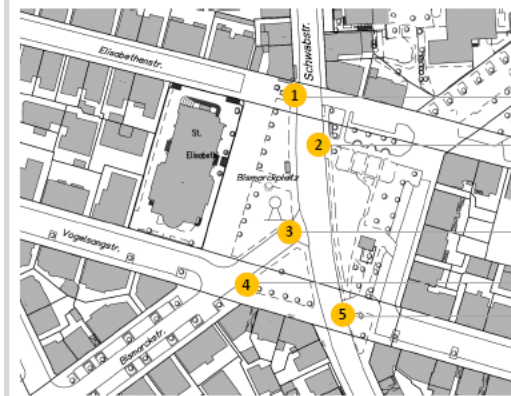 Elisabethenstr.
Schwabstr.
1
St.
Elisabeth
2
Bismarckplatz
3
Vogelsangstr.
4
5
Bismarckstr.